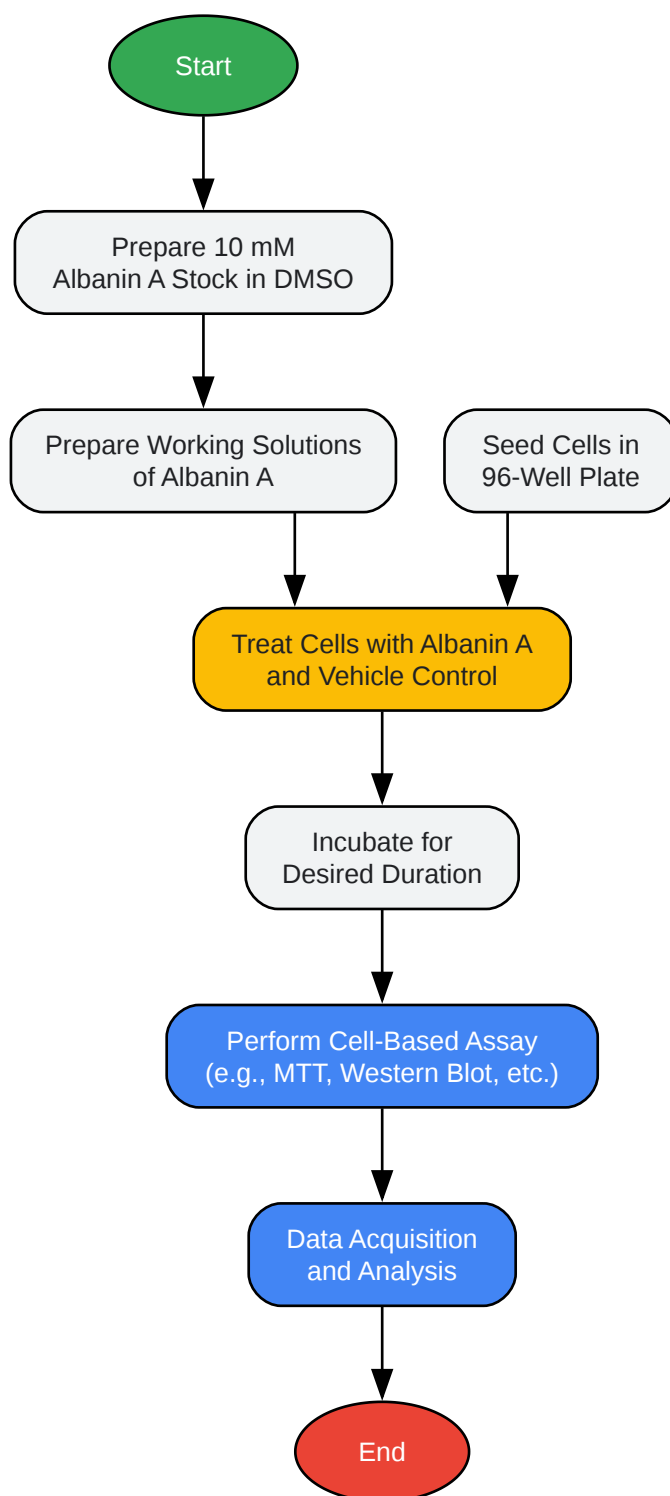 Start
Prepare 10 mM
Albanin A Stock in DMSO
Prepare Working Solutions
of Albanin A
Seed Cells in
96-Well Plate
Treat Cells with Albanin A
and Vehicle Control
Incubate for
Desired Duration
Perform Cell-Based Assay
(e.g., MTT, Western Blot, etc.)
Data Acquisition
and Analysis
End